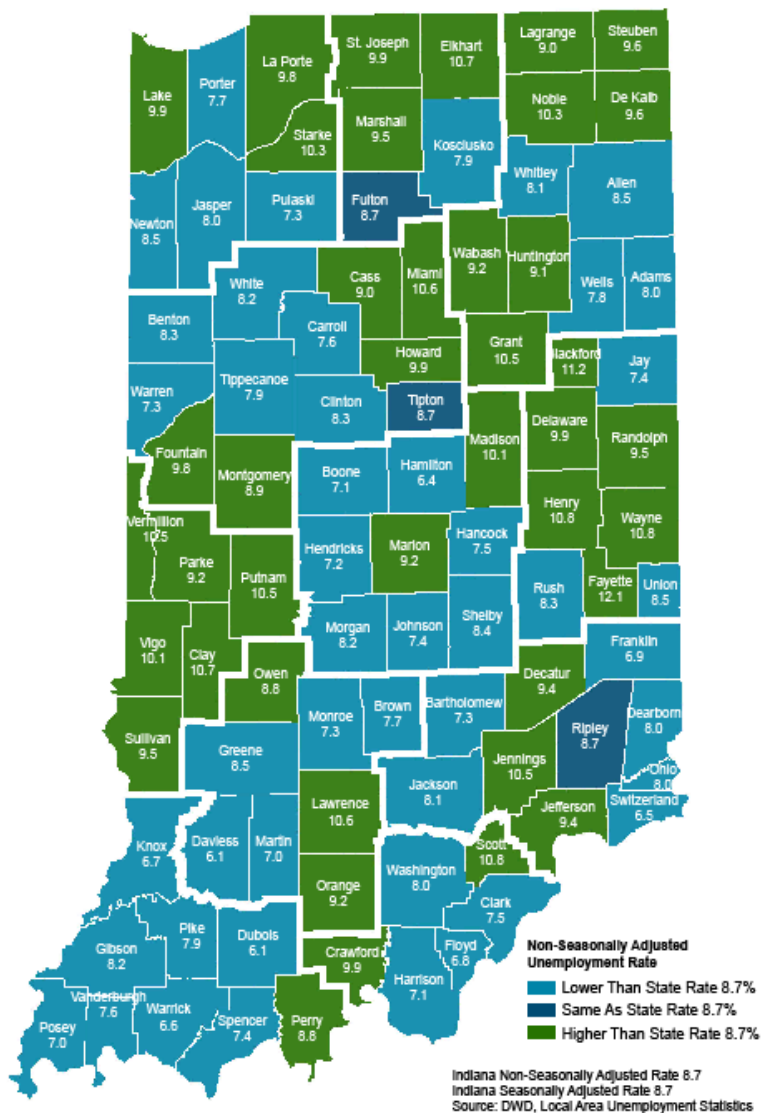 Lagrange
9.0
Steuben
9.6
St. Joseph
9.9
Elkhart
10.7
La Porte
9.8
Porter
7.7
Lake
9.9
Noble
10.3
De Kalb
9.6
Marshall
9.5
Starke
10.3
Kosciusko
7.9
Whitley
8.1
Allen
8.5
Newton
8.5
Jasper
8.0
Pulaski
7.3
Fulton
8.7
Wabash
9.2
Huntington
9.1
Miami
10.6
Cass
9.0
White
8.2
Wells
7.8
Adams
8.0
Benton
8.3
Carroll
7.6
Howard
9.9
Grant
10.5
Blackford
11.2
Jay
7.4
Warren
7.3
Tippecanoe
7.9
Clinton
8.3
Tipton
8.7
Delaware
9.9
Randolph
9.5
Madison
10.1
Fountain
9.8
Montgomery
8.9
Boone
7.1
Hamilton
6.4
Henry
10.8
Wayne
10.8
Vermillion
10.5
Parke
9.2
Putnam
10.5
Hendricks
7.2
Marion
9.2
Hancock
7.5
Rush
8.3
Fayette
12.1
Union
8.5
Vigo
10.1
Clay
10.7
Morgan
8.2
Johnson
7.4
Shelby
8.4
Franklin
6.9
Owen
8.8
Decatur
9.4
Sullivan
9.5
Greene
8.5
Monroe
7.3
Brown
7.7
Bartholomew
7.3
Ripley
8.7
Dearborn
8.0
Jennings
10.5
Ohio
8.0
Jackson
8.1
Lawrence
10.6
Jefferson
9.4
Switzerland
6.5
Knox
6.7
Daviess
6.1
Martin
7.0
Scott
10.8
Washington
8.0
Orange
9.2
Clark
7.5
Gibson
8.2
Pike
7.9
Dubois
6.1
Crawford
9.9
Floyd
6.8
Harrison
7.1
Posey
7.0
Vanderburgh
7.6
Warrick
6.6
Spencer
7.4
Perry
8.8
Non-Seasonally Adjusted
Unemployment Rate
Lower Than State Rate 8.7%
Same As State Rate 8.7%
Higher Than State Rate 8.7%
Indiana Non-Seasonally Adjusted Rate 8.7
Indiana Seasonally Adjusted Rate 8.7
Source: DWD, Local Area Unemployment Statistics